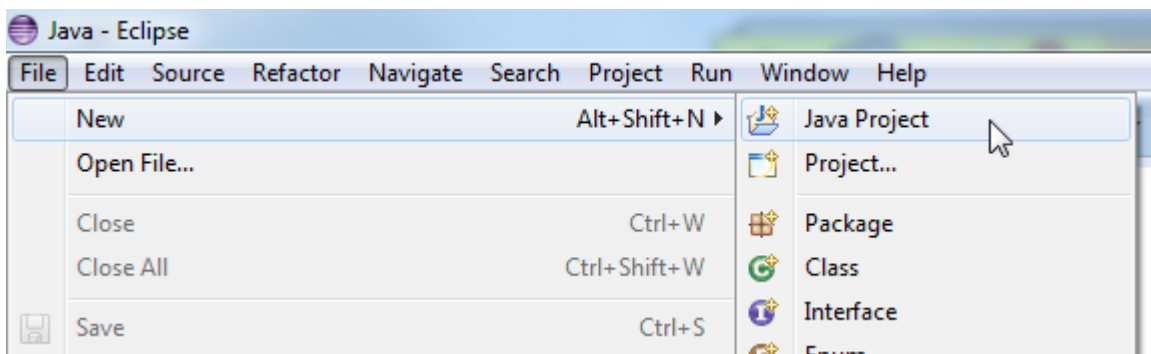 Java - Eclipse
File Edit Source Refactor Navigate Search Project Run Window Help
New Alt+Shift+N
Open File...
Close Ctrl+W
Close All Ctrl+Shift+W
Save Ctrl+S
Java Project
Project...
Package
Class
Interface
Enum